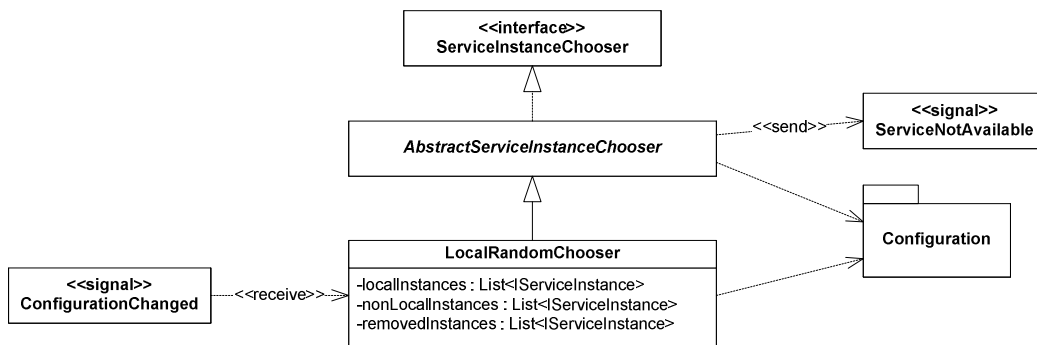 <<interface>>
ServiceInstanceChooser
<<signal>>
ServiceNotAvailable
<<send>>
AbstractServiceInstanceChooser
Configuration
LocalRandomChooser
<<signal>>
ConfigurationChanged
<<receive>>
-localInstances : List<IServiceInstance>
-nonLocalInstances : List<IServiceInstance>
-removedInstances : List<IServiceInstance>